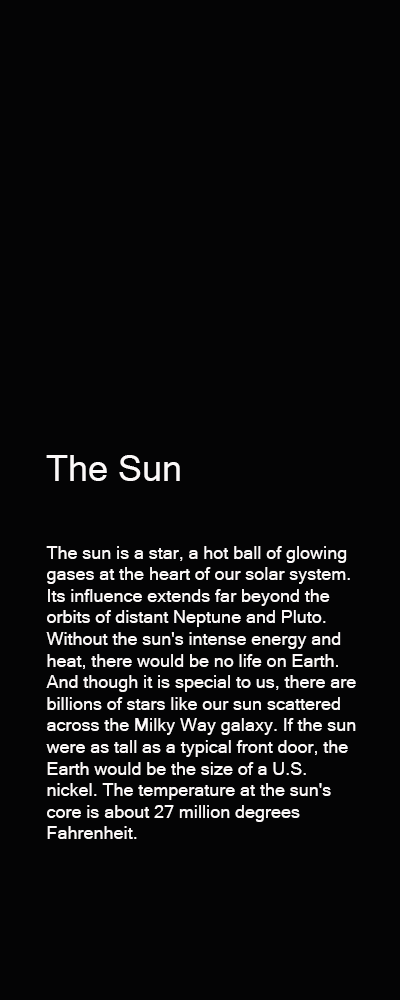 The Sun
The sun is a star, a hot ball of glowing
gases at the heart of our solar system.
Its influence extends far beyond the
orbits of distant Neptune and Pluto.
Without the sun's intense energy and
heat, there would be no life on Earth.
And though it is special to us, there are
billions of stars like our sun scattered
across the Milky Way galaxy. If the sun
were as tall as a typical front door, the
Earth would be the size of a U.S.
nickel. The temperature at the sun's
core is about 27 million degrees
Fahrenheit.